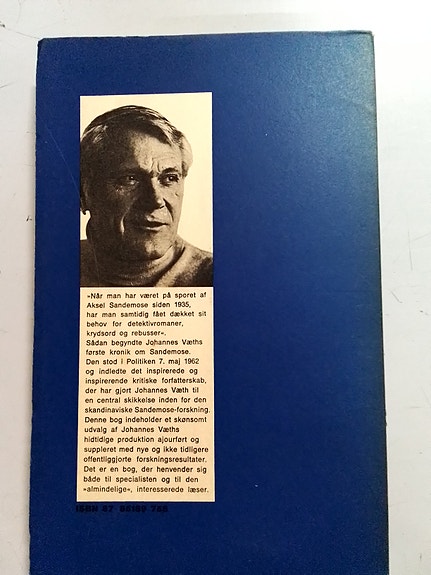 »Når man har været på sporet af
Aksel Sandemose siden 1935,
har man samtidig fået dækket sit
behov for detektivromaner,
krydsord og rebusser«.
Sådan begyndte Johannes Væths
første kronik om Sandemose.
Den stod i Politiken 7. maj 1962
og indledte det inspirerede og
inspirerende kritiske forfatterskab,
der har gjort Johannes Væth til
en central skikkelse inden for den
skandinaviske Sandemose-forskning.
Denne bog indeholder et skønsomt
udvalg af Johannes Væths
hidtidige produktion ajourført og
suppleret med nye og ikke tidligere
offentliggjorte forskningsresultater.
Det er en bog, der henvender sig
både til specialisten og til den
»almindelige«, interesserede læser.
ISBN 87